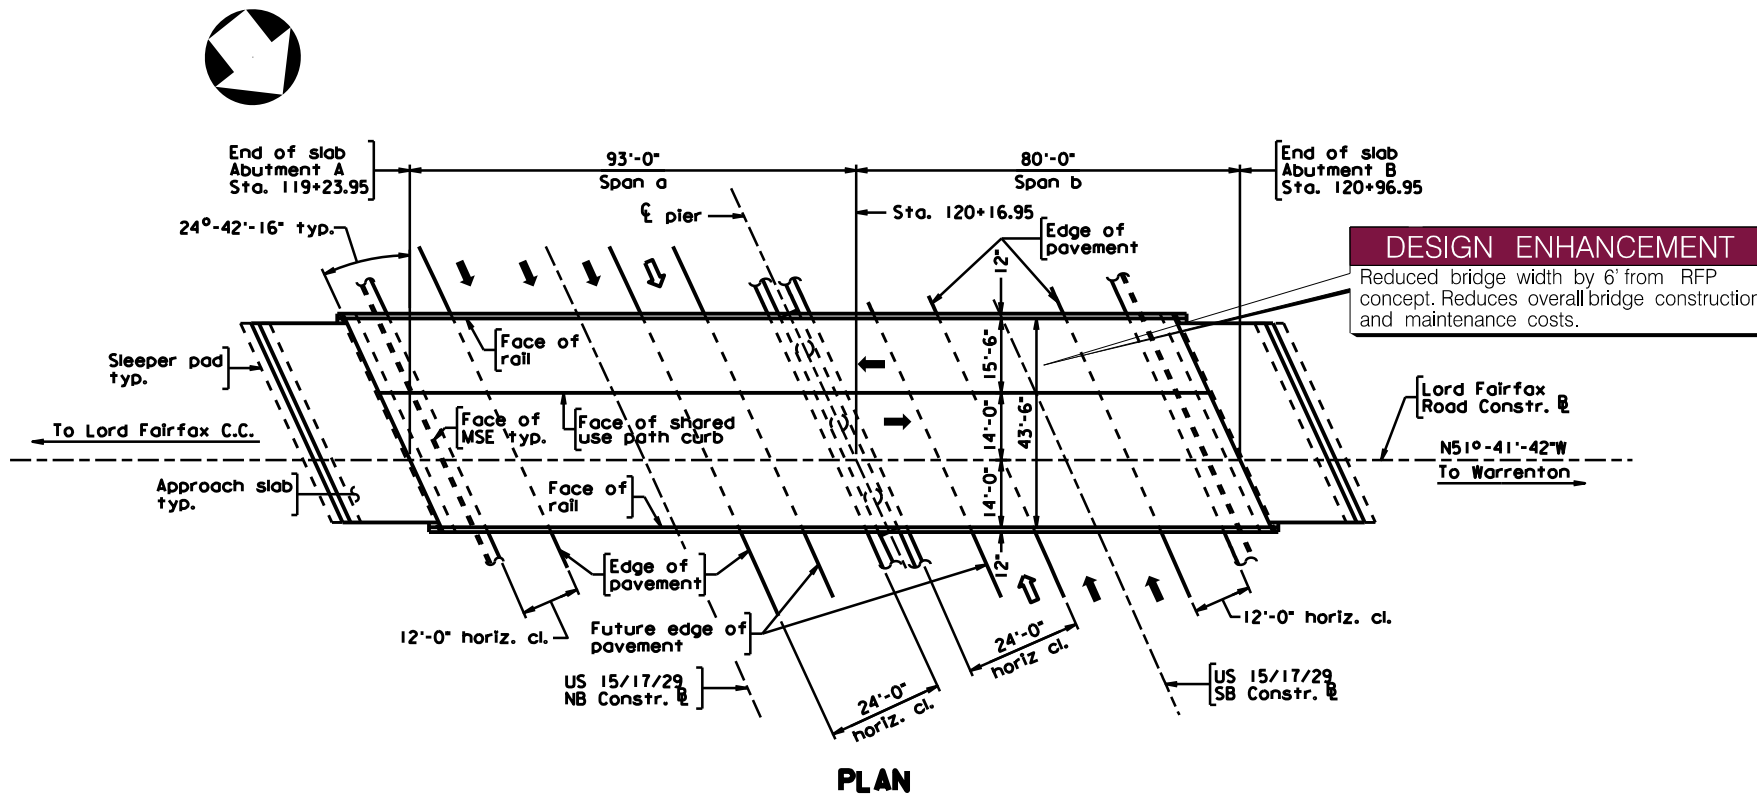 End of slab
Abutment A
Sta. 119+23.95
93'-0"
Span a
80'-0"
Span b
End of slab
Abutment B
Sta. 120+96.95
24°-42'-16" typ.
℄ pier
Sta. 120+16.95
Edge of
pavement
12"
DESIGN ENHANCEMENT
Reduced bridge width by 6' from RFP
concept. Reduces overall bridge construction
and maintenance costs.
Sleeper pad
typ.
Face of
rail
15'-6"
Face of
MSE typ.
Face of shared
use path curb
14'-0"
43'-6"
Lord Fairfax
Road Constr. BL
To Lord Fairfax C.C.
N51°-41'-42"W
To Warrenton
Approach slab
typ.
Face of
rail
14'-0"
Edge of
pavement
12"
12'-0" horiz. cl.
Future edge of
pavement
24'-0"
horiz cl.
12'-0" horiz. cl.
US 15/17/29
NB Constr. BL
24'-0"
horiz. cl.
US 15/17/29
SB Constr. BL
PLAN